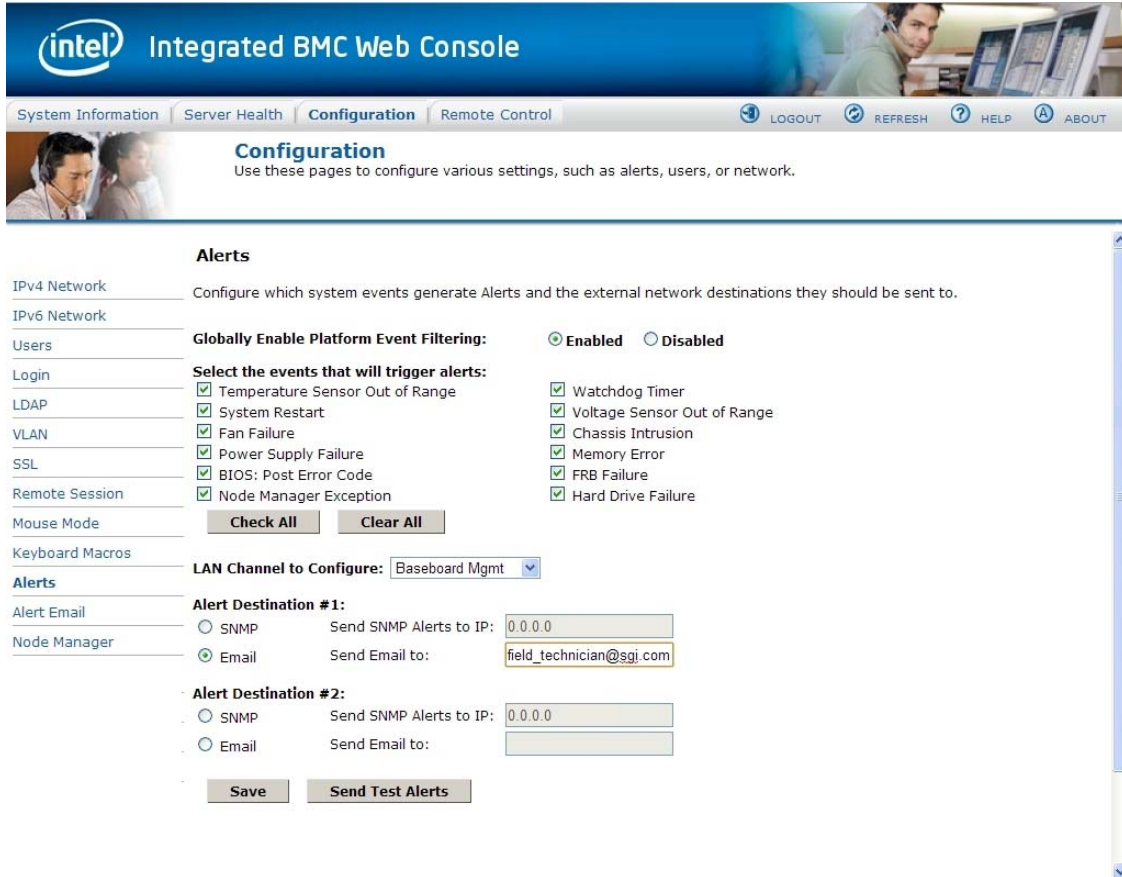 intel Integrated BMC Web Console
System Information Server Health Configuration Remote Control LOGOUT REFRESH ? HELP A ABOUT
Configuration
Use these pages to configure various settings, such as alerts, users, or network.
IPv4 Network
IPv6 Network
Users
Login
LDAP
VLAN
SSL
Remote Session
Mouse Mode
Keyboard Macros
Alerts
Alert Email
Node Manager
Alerts
Configure which system events generate Alerts and the external network destinations they should be sent to.
Globally Enable Platform Event Filtering: Enabled Disabled
Select the events that will trigger alerts:
Temperature Sensor Out of Range Watchdog Timer
System Restart Voltage Sensor Out of Range
Fan Failure Chassis Intrusion
Power Supply Failure Memory Error
BIOS: Post Error Code FRB Failure
Node Manager Exception Hard Drive Failure
Check All Clear All
LAN Channel to Configure: Baseboard Mgmt
Alert Destination #1:
SNMP Send SNMP Alerts to IP: 0.0.0.0
Email Send Email to: field_technician@sgi.com
Alert Destination #2:
SNMP Send SNMP Alerts to IP: 0.0.0.0
Email Send Email to:
Save Send Test Alerts